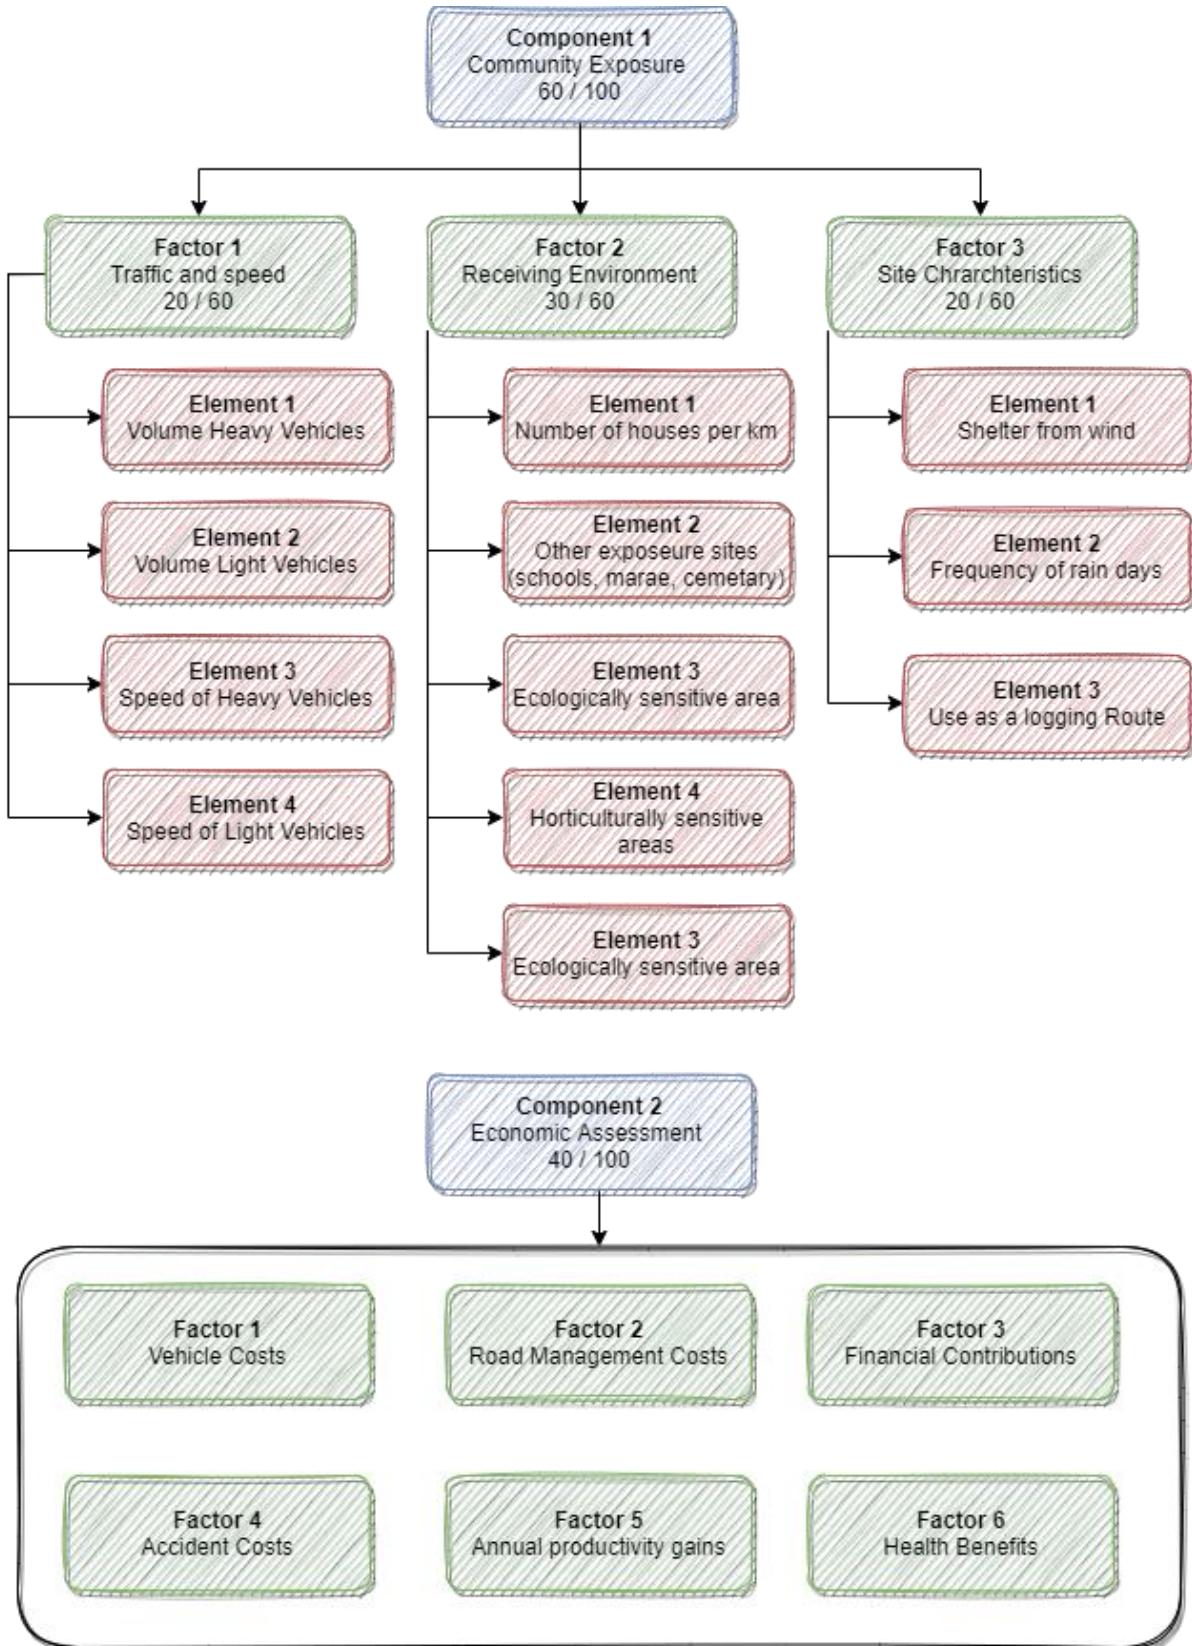 Component 1
Community Exposure
60 / 100
Factor 1
Traffic and speed
20 / 60
Factor 2
Receiving Environment
30 / 60
Factor 3
Site Chrarchteristics
20 / 60
Element 1
Volume Heavy Vehicles
Element 2
Volume Light Vehicles
Element 3
Speed of Heavy Vehicles
Element 4
Speed of Light Vehicles
Element 1
Number of houses per km
Element 2
Other exposeure sites
(schools, marae, cemetary)
Element 3
Ecologically sensitive area
Element 4
Horticulturally sensitive
areas
Element 3
Ecologically sensitive area
Element 1
Shelter from wind
Element 2
Frequency of rain days
Element 3
Use as a logging Route
Component 2
Economic Assessment
40 / 100
Factor 1
Vehicle Costs
Factor 2
Road Management Costs
Factor 3
Financial Contributions
Factor 4
Accident Costs
Factor 5
Annual productivity gains
Factor 6
Health Benefits